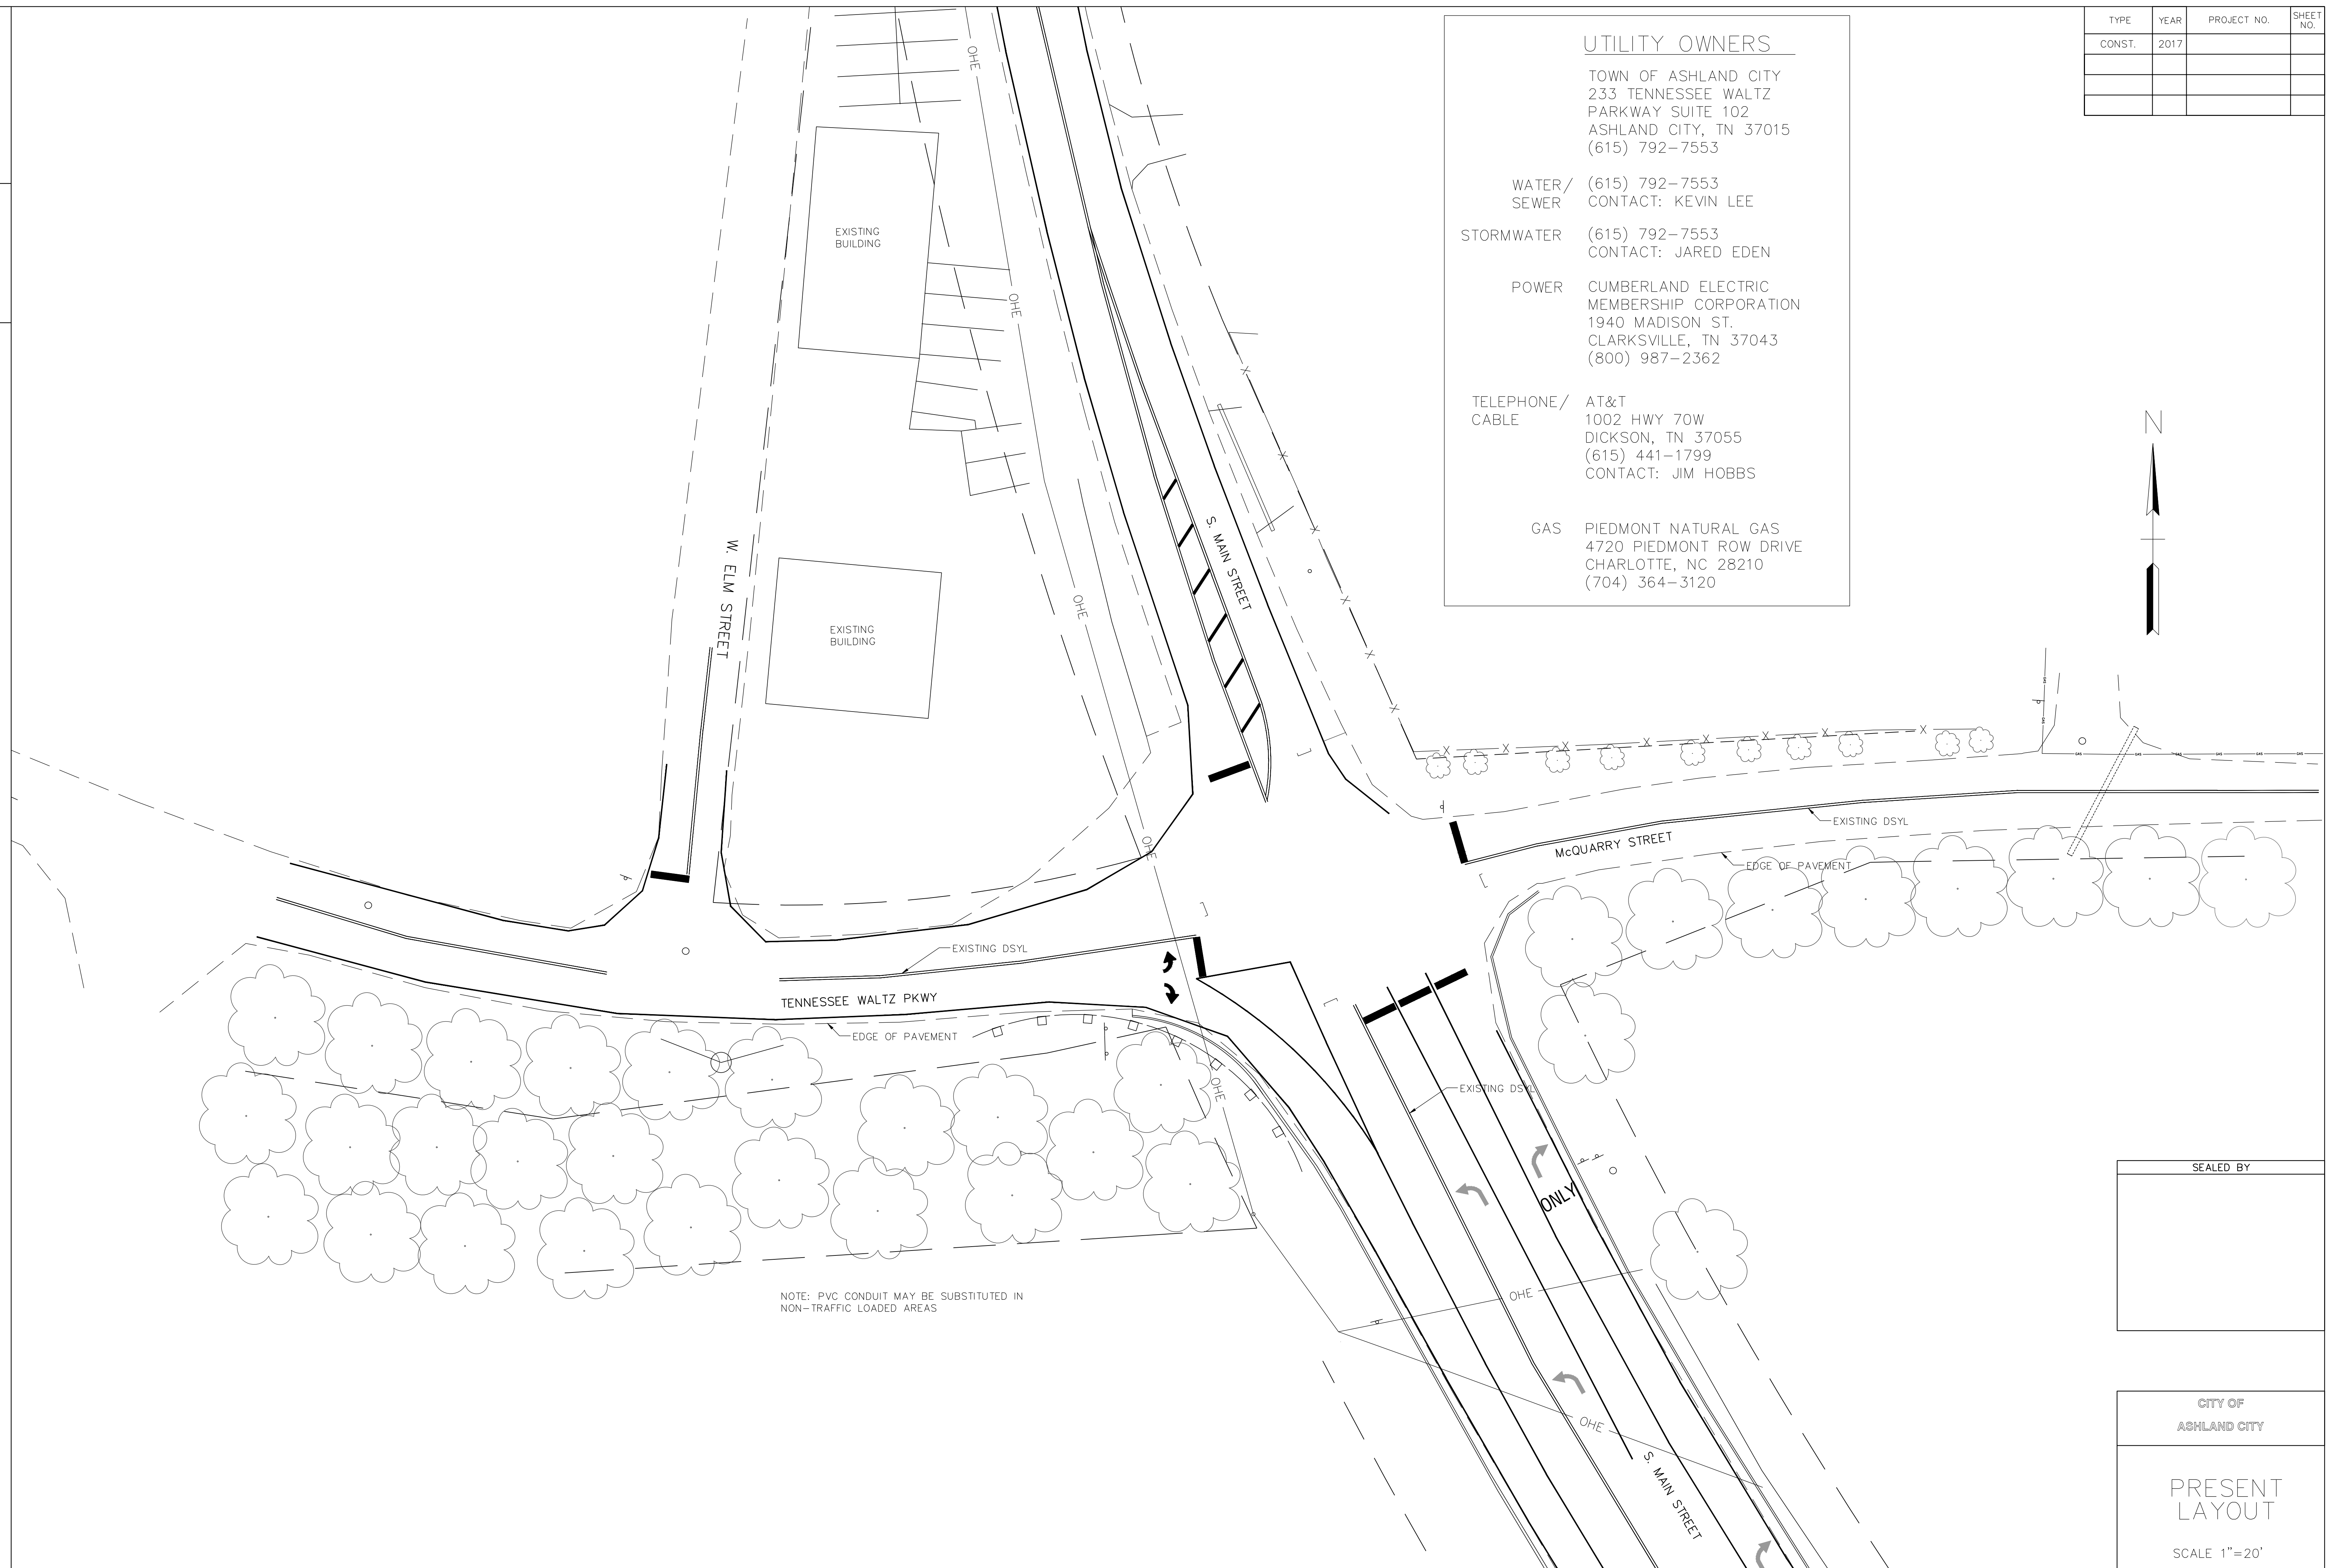 TYPE YEAR PROJECT NO. SHEET NO.
CONST. 2017
UTILITY OWNERS
TOWN OF ASHLAND CITY
233 TENNESSEE WALTZ
PARKWAY SUITE 102
ASHLAND CITY, TN 37015
(615) 792-7553
WATER/ (615) 792-7553
SEWER CONTACT: KEVIN LEE
STORMWATER (615) 792-7553
CONTACT: JARED EDEN
POWER CUMBERLAND ELECTRIC
MEMBERSHIP CORPORATION
1940 MADISON ST.
CLARKSVILLE, TN 37043
(800) 987-2362
TELEPHONE/ AT&T
CABLE 1002 HWY 70W
DICKSON, TN 37055
(615) 441-1799
CONTACT: JIM HOBBS
GAS PIEDMONT NATURAL GAS
4720 PIEDMONT ROW DRIVE
CHARLOTTE, NC 28210
(704) 364-3120
N
OHE
EXISTING
BUILDING
OHE
S. MAIN STREET
W. ELM STREET
OHE
EXISTING
BUILDING
GAS GAS GAS GAS GAS GAS
EXISTING DSYL
McQUARRY STREET
EDGE OF PAVEMENT
OHE
EXISTING DSYL
TENNESSEE WALTZ PKWY
EDGE OF PAVEMENT
OHE
EXISTING DSYL
ONLY
SEALED BY
OHE
NOTE: PVC CONDUIT MAY BE SUBSTITUTED IN
NON-TRAFFIC LOADED AREAS
OHE
S. MAIN STREET
CITY OF
ASHLAND CITY
PRESENT
LAYOUT
SCALE 1"=20'